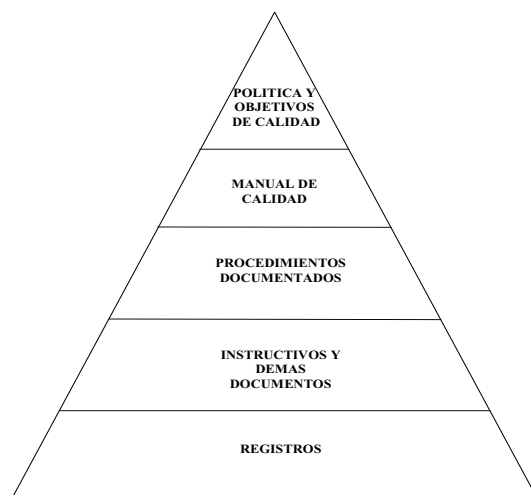 POLITICA Y
OBJETIVOS
DE CALIDAD
MANUAL DE
CALIDAD
PROCEDIMIENTOS
DOCUMENTADOS
INSTRUCTIVOS Y
DEMAS
DOCUMENTOS
REGISTROS